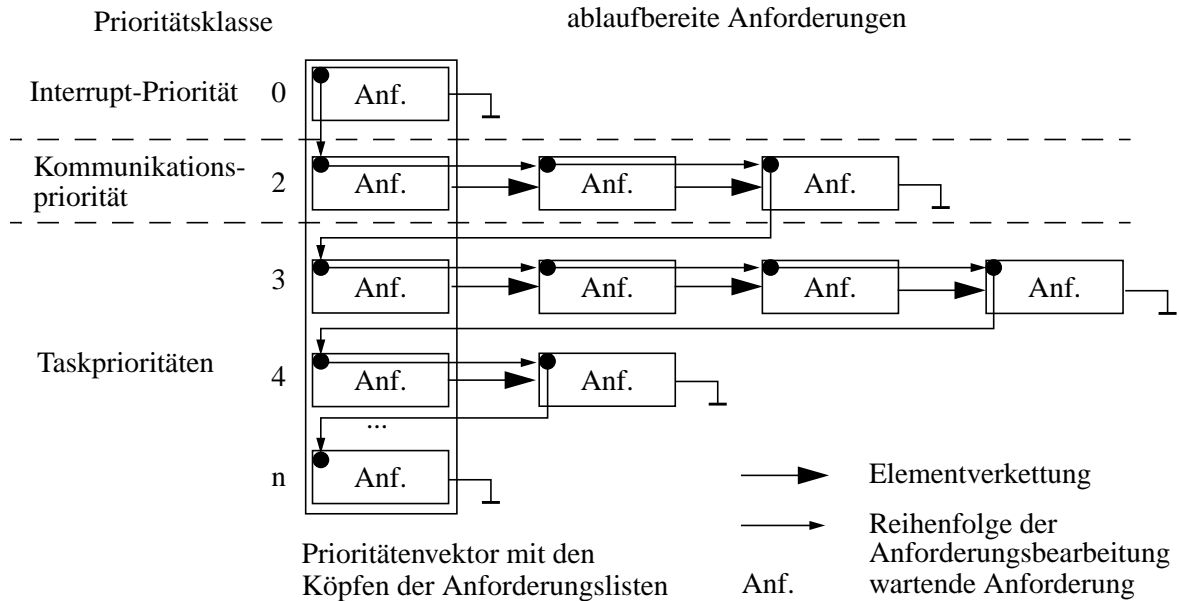 Prioritätsklasse
ablaufbereite Anforderungen
Interrupt-Priorität 0 Anf.
Kommunikations-
priorität
2 Anf. Anf. Anf.
3 Anf. Anf. Anf. Anf.
Taskprioritäten
4 Anf. Anf.
...
n Anf.
Elementverkettung
Reihenfolge der
Anforderungsbearbeitung
Anf. wartende Anforderung
Prioritätenvektor mit den
Köpfen der Anforderungslisten